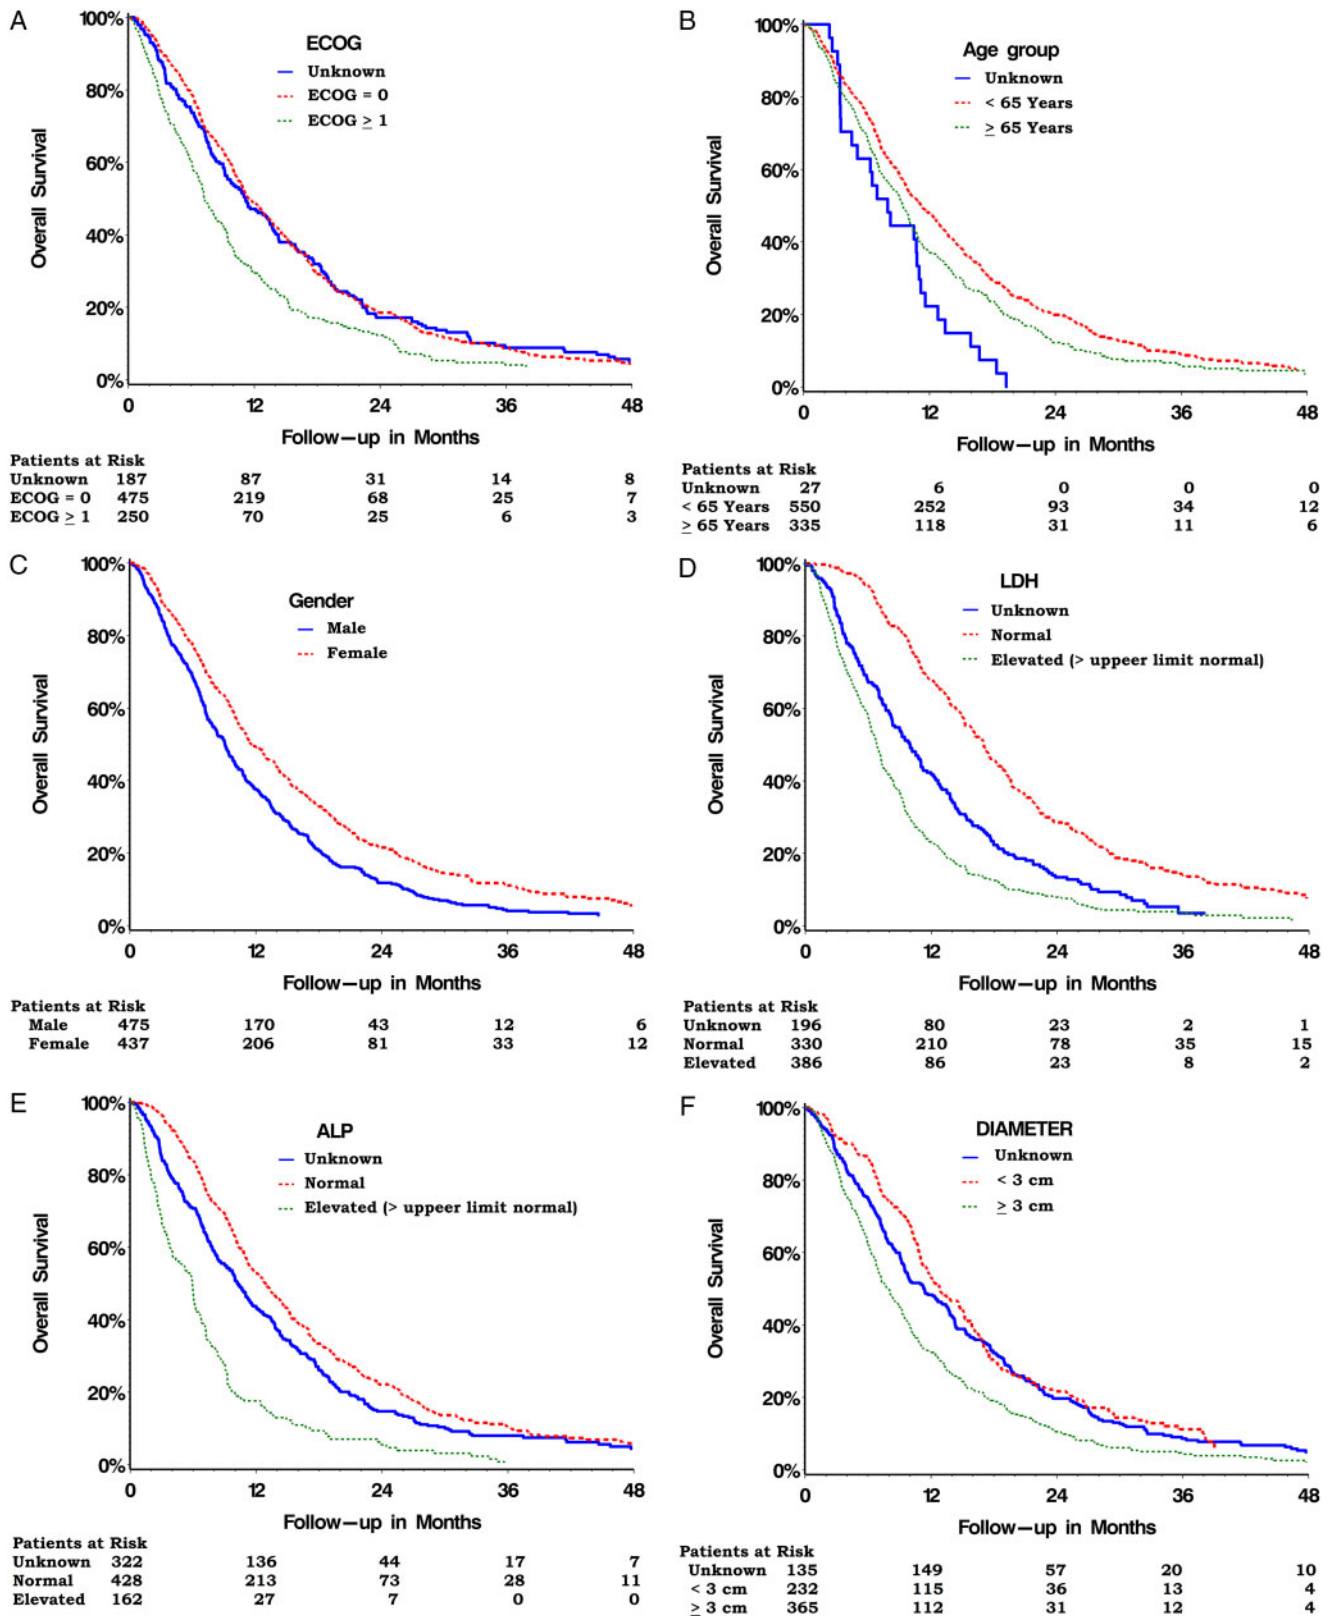 A
ECOG
Unknown
ECOG = 0
ECOG ≥ 1
Overall Survival
100%
80%
60%
40%
20%
0%
0 12 24 36 48
Follow-up in Months
Patients at Risk
Unknown 187 87 31 14 8
ECOG = 0 475 219 68 25 7
ECOG ≥ 1 250 70 25 6 3
B
Age group
Unknown
< 65 Years
≥ 65 Years
Overall Survival
100%
80%
60%
40%
20%
0%
0 12 24 36 48
Follow-up in Months
Patients at Risk
Unknown 27 6 0 0 0
< 65 Years 550 252 93 34 12
≥ 65 Years 335 118 31 11 6
C
Gender
Male
Female
Overall Survival
100%
80%
60%
40%
20%
0%
0 12 24 36 48
Follow-up in Months
Patients at Risk
Male 475 170 43 12 6
Female 437 206 81 33 12
D
LDH
Unknown
Normal
Elevated (> uppeer limit normal)
Overall Survival
100%
80%
60%
40%
20%
0%
0 12 24 36 48
Follow-up in Months
Patients at Risk
Unknown 196 80 23 2 1
Normal 330 210 78 35 15
Elevated 386 86 23 8 2
E
ALP
Unknown
Normal
Elevated (> uppeer limit normal)
Overall Survival
100%
80%
60%
40%
20%
0%
0 12 24 36 48
Follow-up in Months
Patients at Risk
Unknown 322 136 44 17 7
Normal 428 213 73 28 11
Elevated 162 27 7 0 0
F
DIAMETER
Unknown
< 3 cm
≥ 3 cm
Overall Survival
100%
80%
60%
40%
20%
0%
0 12 24 36 48
Follow-up in Months
Patients at Risk
Unknown 135 149 57 20 10
< 3 cm 232 115 36 13 4
≥ 3 cm 365 112 31 12 4